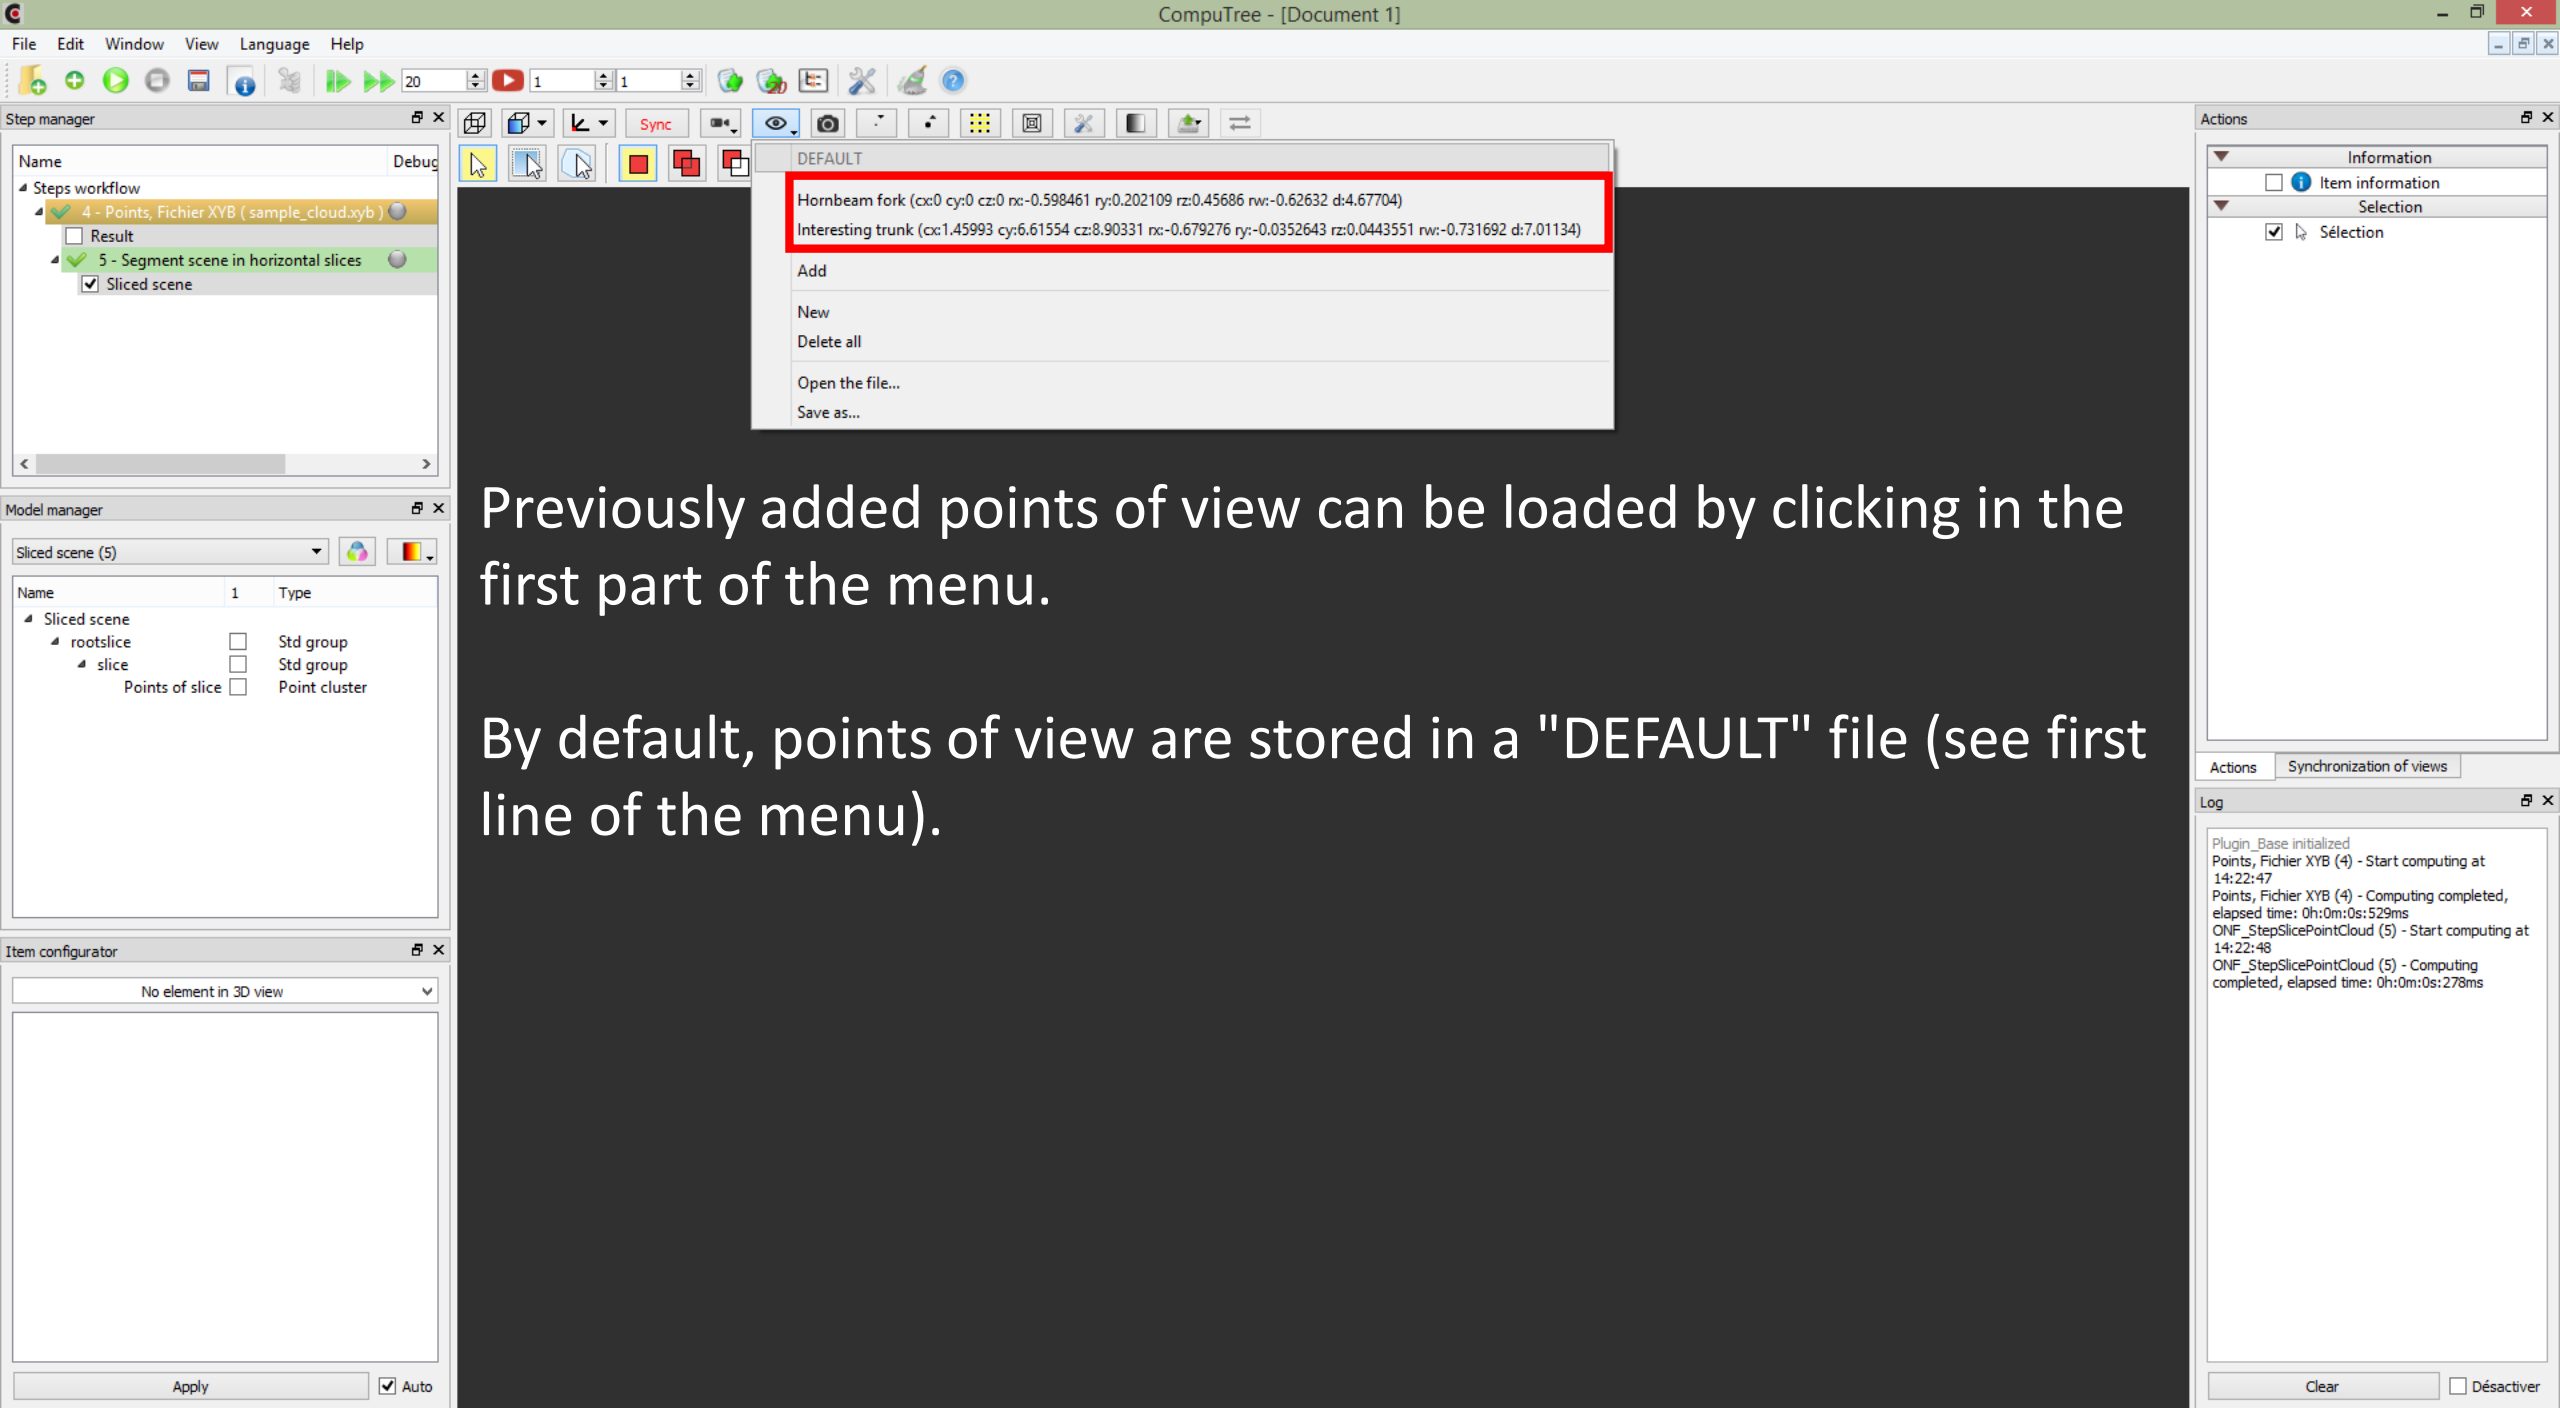 CompuTree - [Document 1]
File Edit Window View Language Help
20 1 1 2D
Step manager
Name Debug
Steps workflow
4 - Points, Fichier XYB ( sample_cloud.xyb )
Result
5 - Segment scene in horizontal slices
Sliced scene
Model manager
Sliced scene (5)
Name 1 Type
Sliced scene
rootslice Std group
slice Std group
Points of slice Point cluster
Item configurator
No element in 3D view
Apply Auto
Sync
DEFAULT
Hornbeam fork (cx:0 cy:0 cz:0 rx:-0.598461 ry:0.202109 rz:0.45686 rw:-0.62632 d:4.67704)
Interesting trunk (cx:1.45993 cy:6.61554 cz:8.90331 rx:-0.679276 ry:-0.0352643 rz:0.0443551 rw:-0.731692 d:7.01134)
Add
New
Delete all
Open the file...
Save as...
Previously added points of view can be loaded by clicking in the
first part of the menu.
By default, points of view are stored in a "DEFAULT" file (see first
line of the menu).
Actions
Information
Item information
Selection
Sélection
Actions Synchronization of views
Log
Plugin_Base initialized
Points, Fichier XYB (4) - Start computing at
14:22:47
Points, Fichier XYB (4) - Computing completed,
elapsed time: 0h:0m:0s:529ms
ONF_StepSlicePointCloud (5) - Start computing at
14:22:48
ONF_StepSlicePointCloud (5) - Computing
completed, elapsed time: 0h:0m:0s:278ms
Clear Désactiver